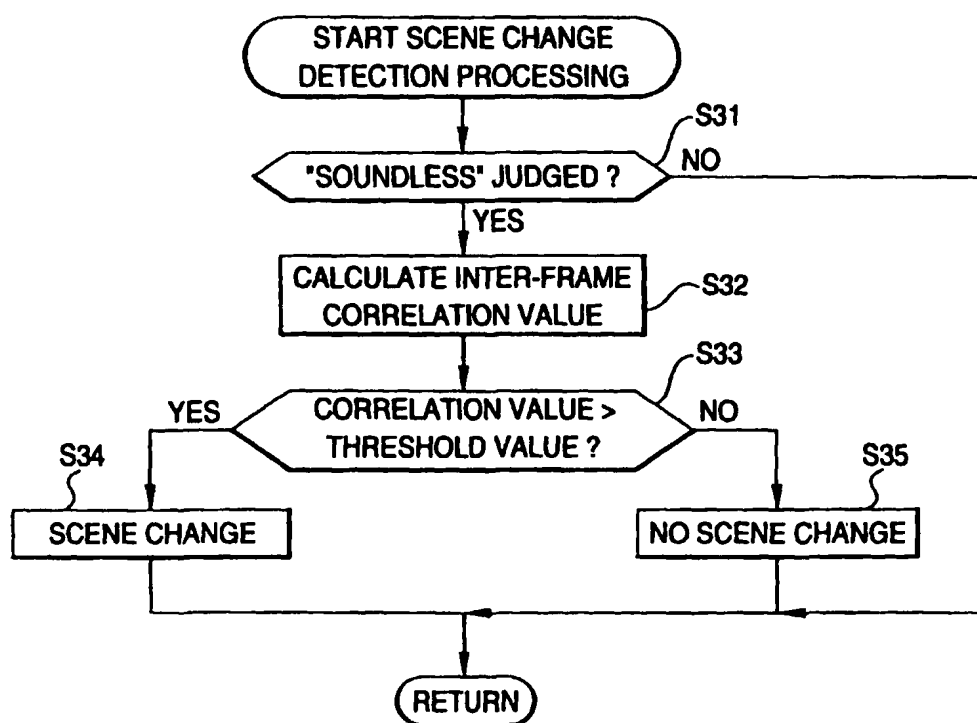 START SCENE CHANGE
DETECTION PROCESSING
S31
"SOUNDLESS" JUDGED ?
NO
YES
CALCULATE INTER-FRAME
CORRELATION VALUE
S32
S33
YES
CORRELATION VALUE >
THRESHOLD VALUE ?
NO
S34
SCENE CHANGE
S35
NO SCENE CHANGE
RETURN